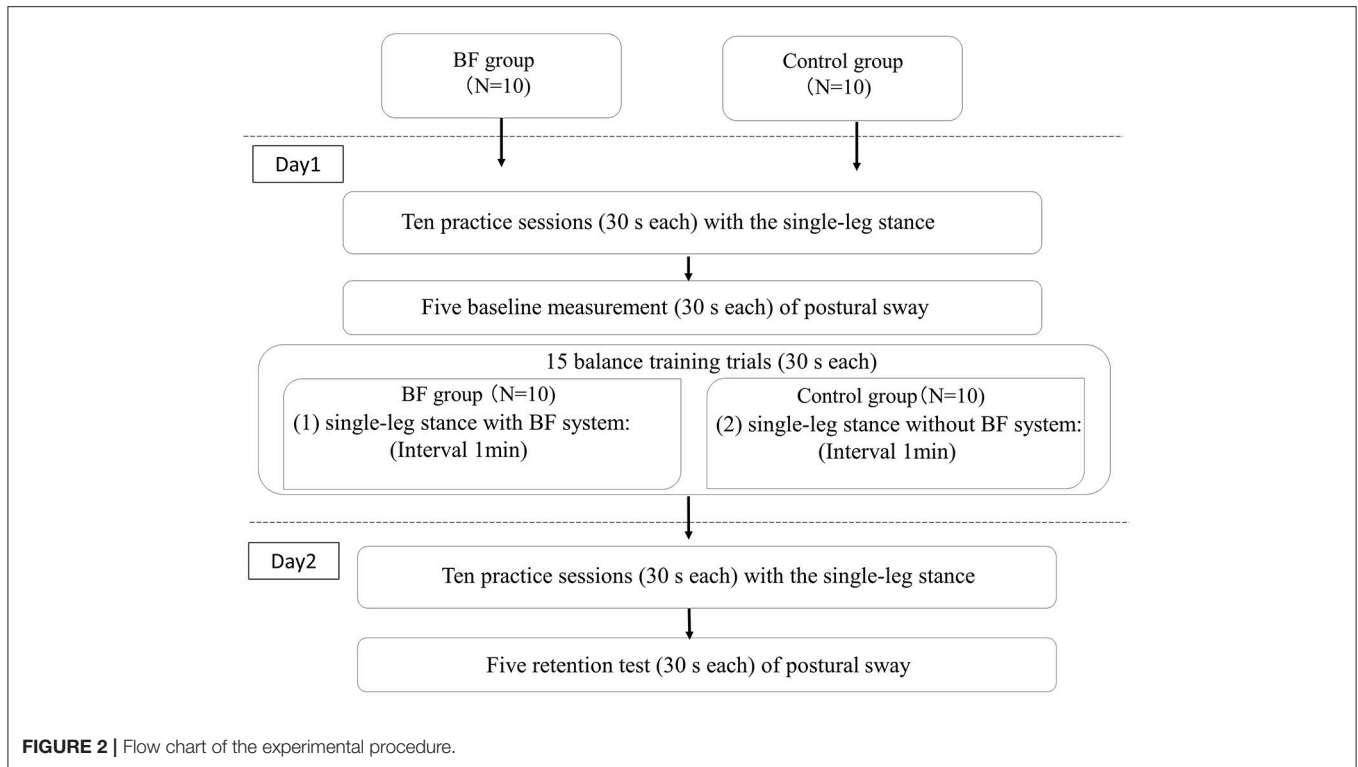 BF group
（N=10）
Control group
（N=10）
Day1
Ten practice sessions (30 s each) with the single-leg stance
Five baseline measurement (30 s each) of postural sway
15 balance training trials (30 s each)
BF group（N=10）
(1) single-leg stance with BF system:
(Interval 1min)
Control group（N=10）
(2) single-leg stance without BF system:
(Interval 1min)
Day2
Ten practice sessions (30 s each) with the single-leg stance
Five retention test (30 s each) of postural sway
FIGURE 2 | Flow chart of the experimental procedure.